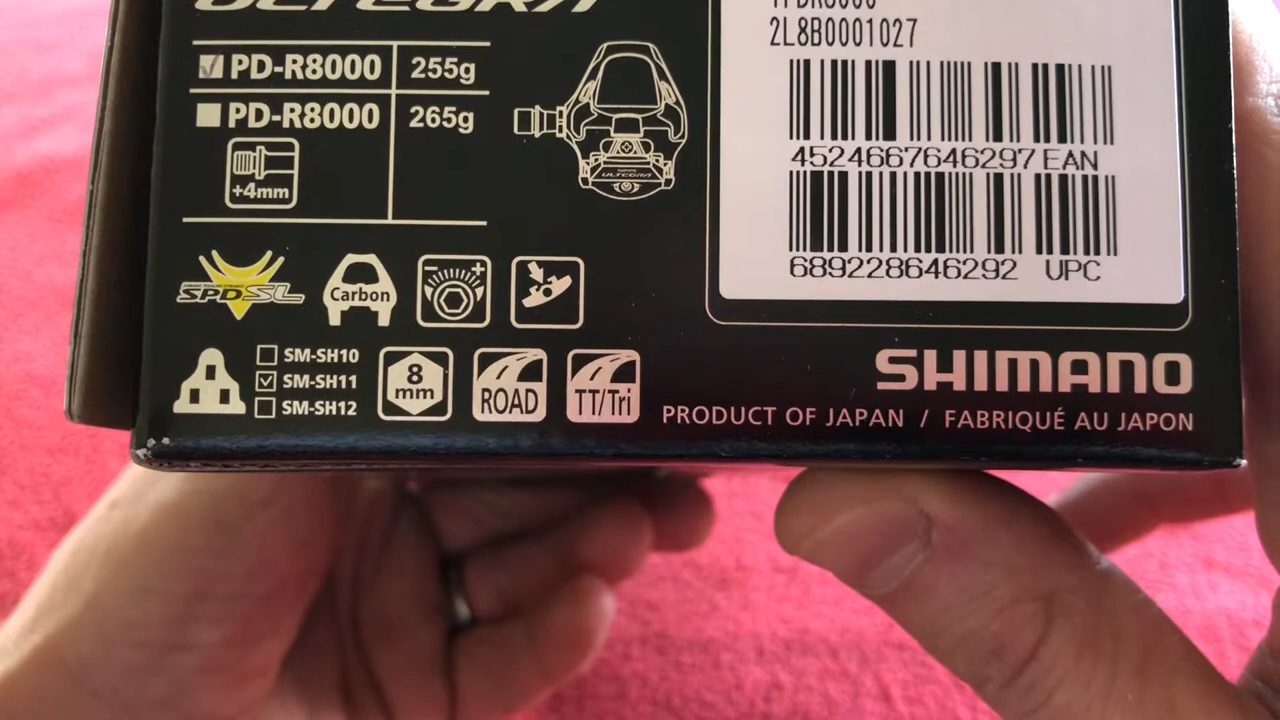 ULTEGRA
PD-R8000 255g
PD-R8000 265g
+4mm
ULTEGRA
2L8B0001027
4524667646297 EAN
689228646292 UPC
SPD SL
Carbon
- +
SM-SH10
SM-SH11
SM-SH12
8
mm
ROAD
TT/Tri
SHIMANO
PRODUCT OF JAPAN / FABRIQUÉ AU JAPON